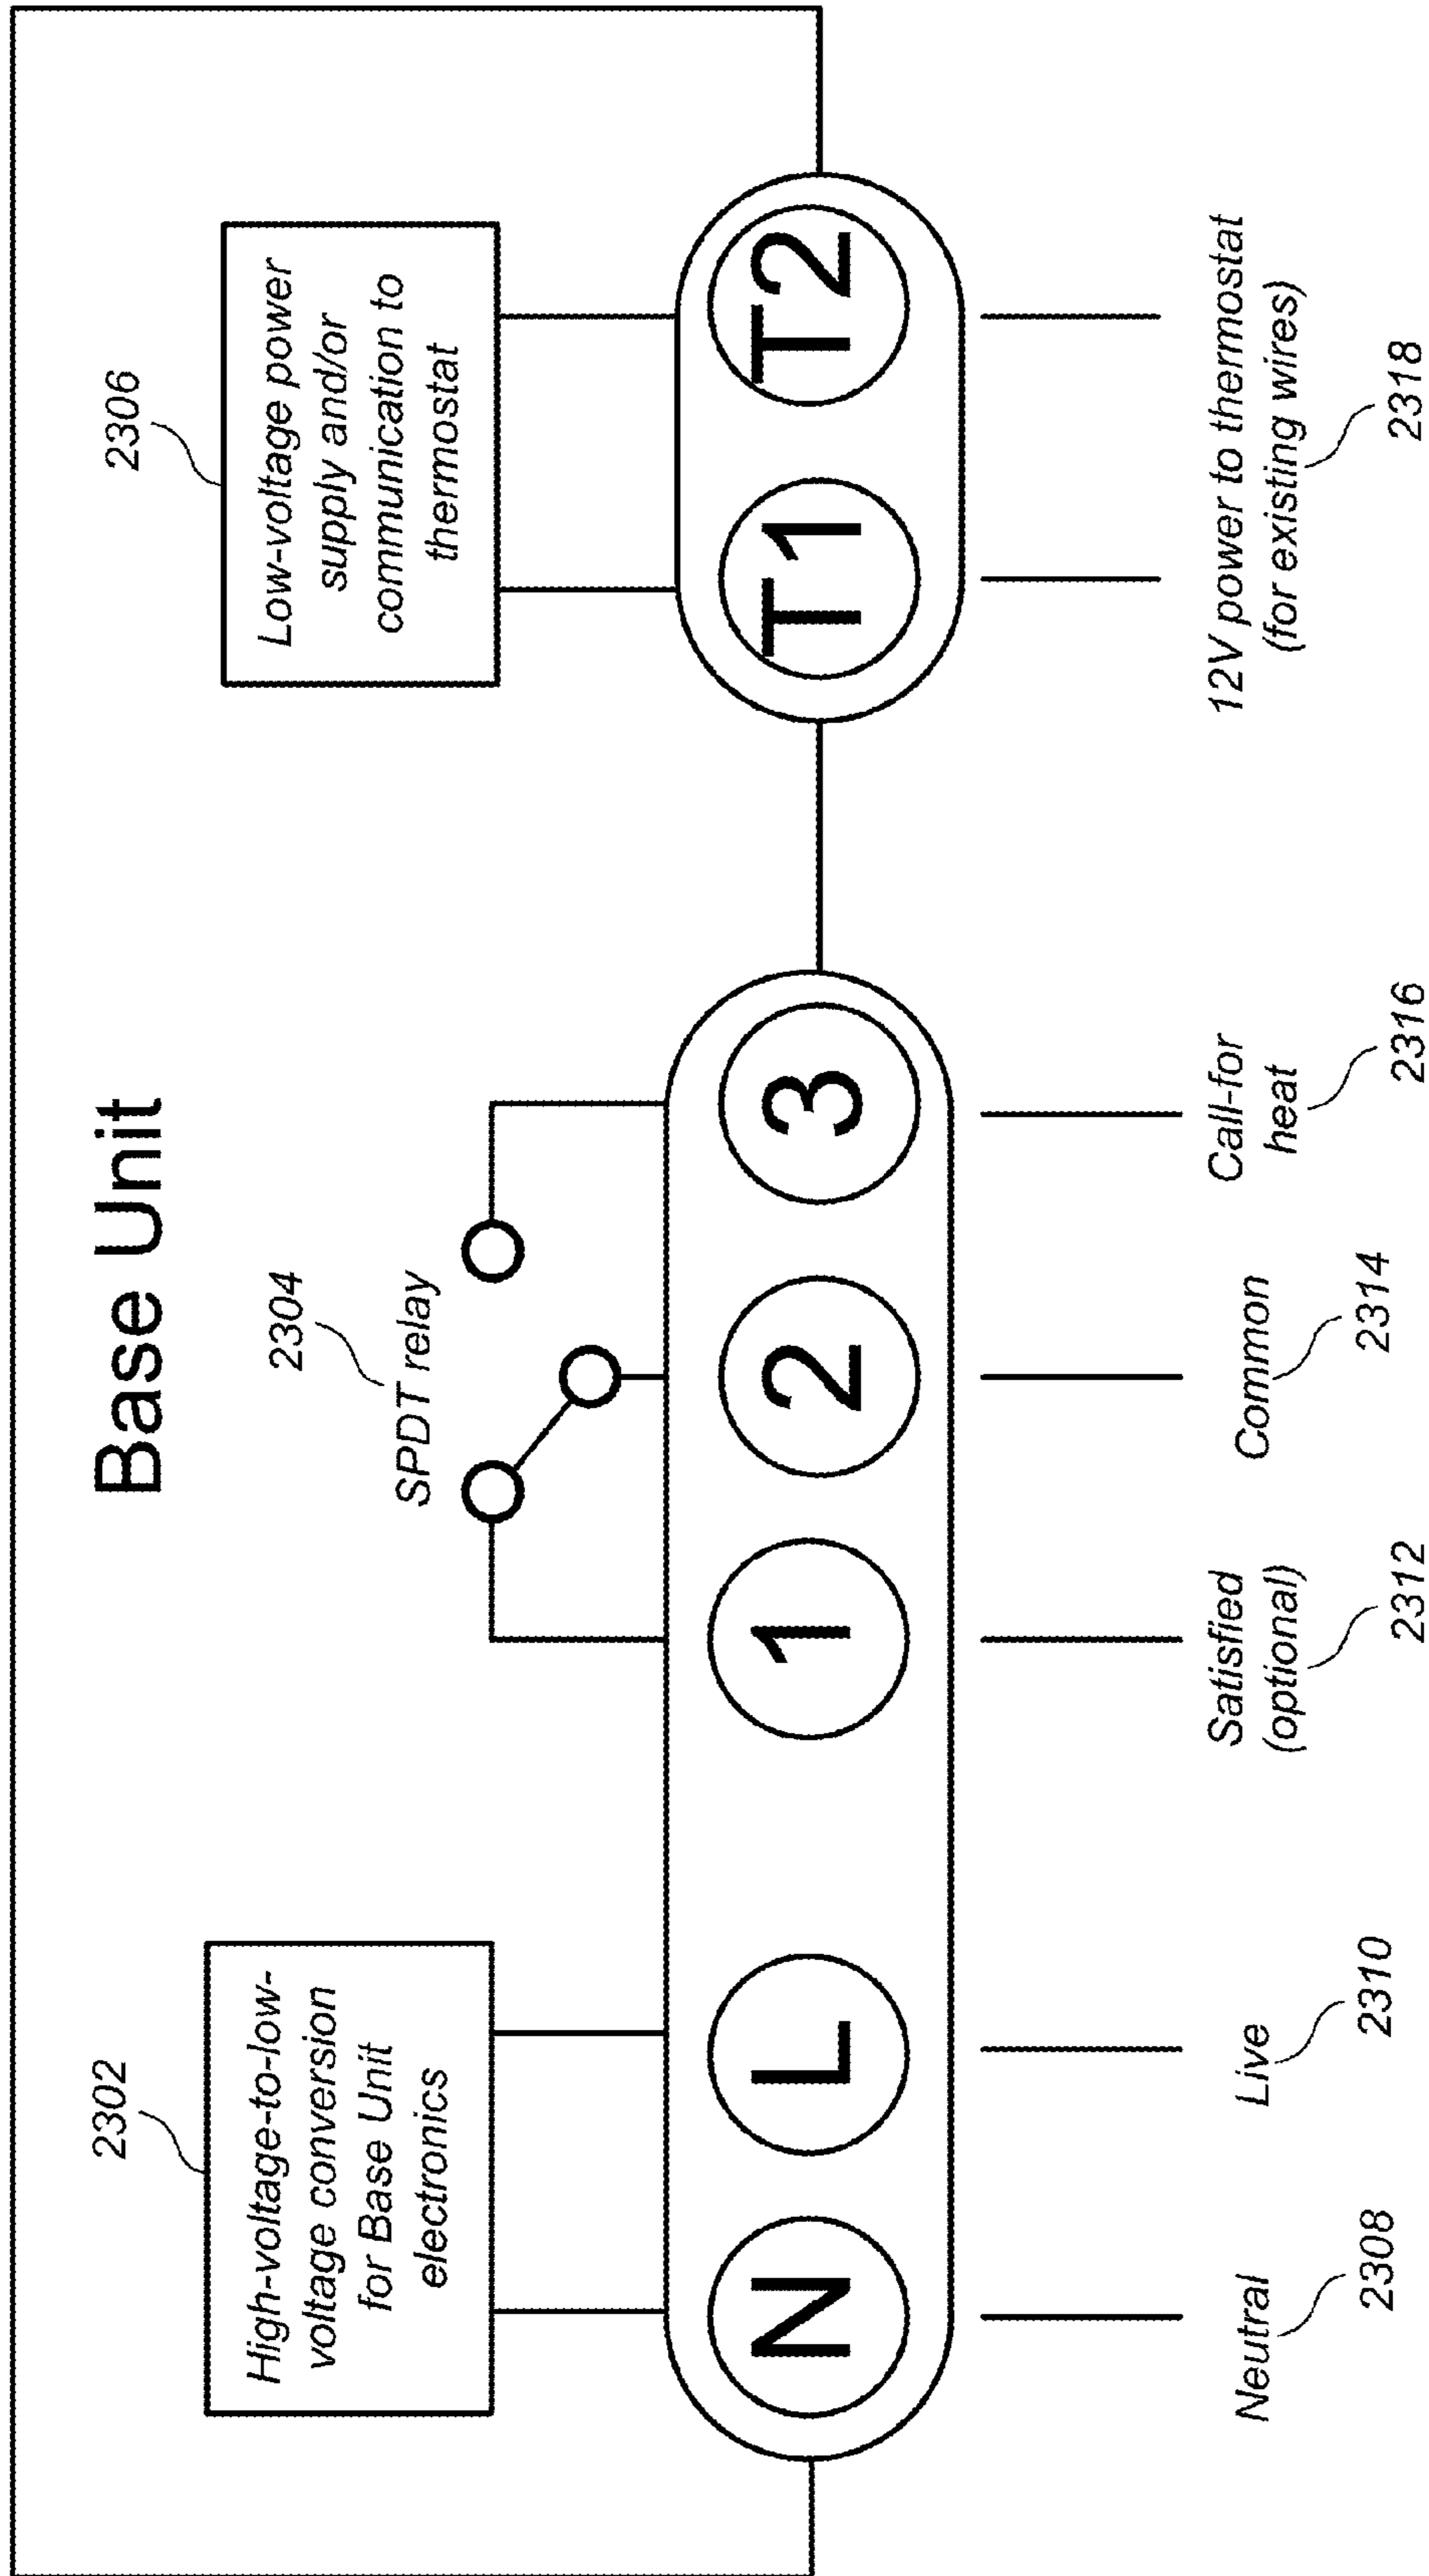 Base Unit
2302
High-voltage-to-low-
voltage conversion
for Base Unit
electronics
2304
SPDT relay
2306
Low-voltage power
supply and/or
communication to
thermostat
N L 1 2 3 T1 T2
Neutral
2308
Live
2310
Satisfied
(optional)
2312
Common
2314
Call-for
heat
2316
12V power to thermostat
(for existing wires)
2318